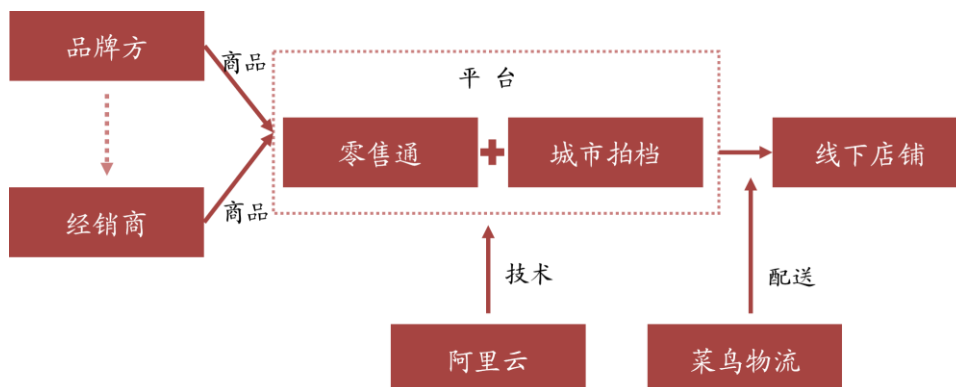 品牌方
商品
平 台
零售通
城市拍档
线下店铺
经销商
商品
技术
配送
阿里云
菜鸟物流